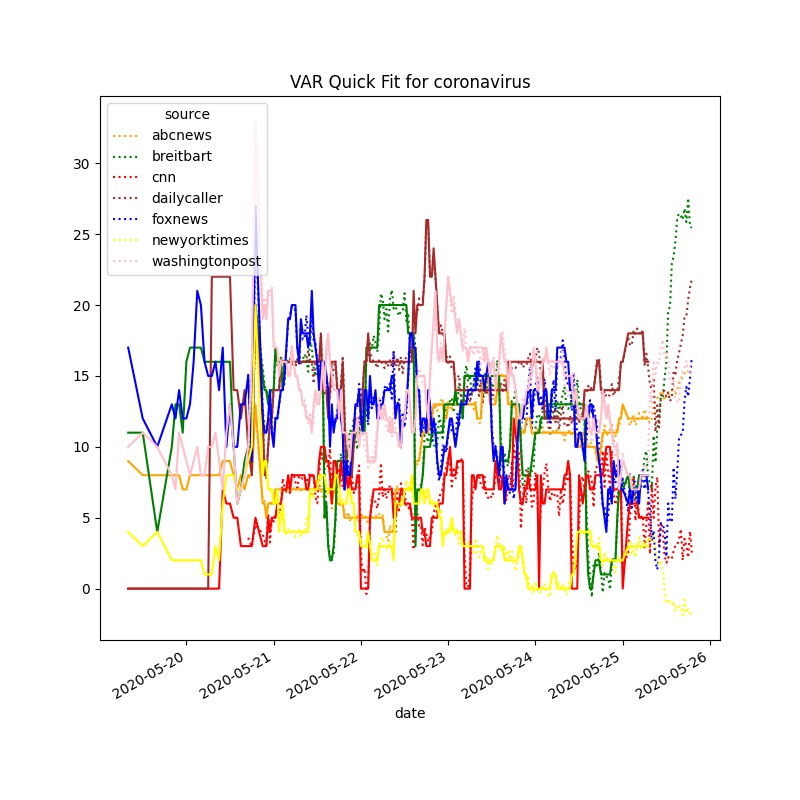 VAR Quick Fit for coronavirus
source
abcnews
breitbart
cnn
dailycaller
foxnews
newyorktimes
washingtonpost
30
25
20
15
10
5
0
2020-05-20
2020-05-21
2020-05-22
2020-05-23
2020-05-24
2020-05-25
2020-05-26
date